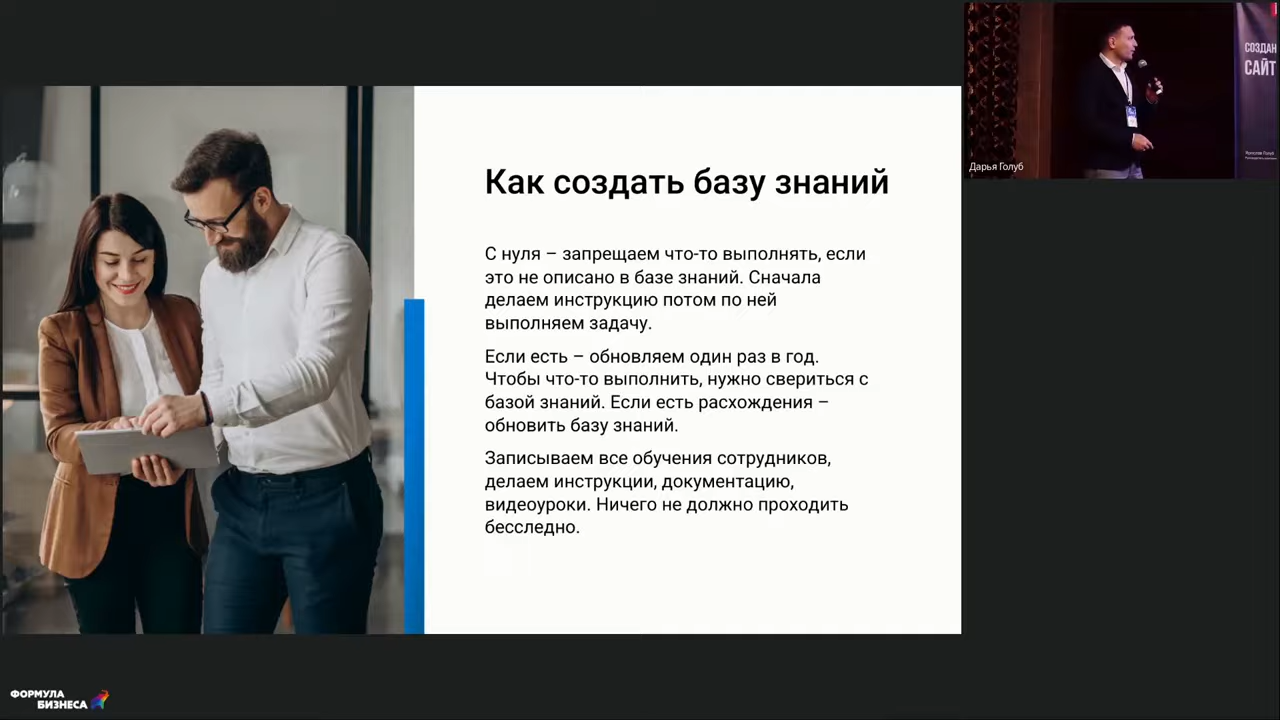 Как создать базу знаний
С нуля – запрещаем что-то выполнять, если
это не описано в базе знаний. Сначала
делаем инструкцию потом по ней
выполняем задачу.
Если есть – обновляем один раз в год.
Чтобы что-то выполнить, нужно свериться с
базой знаний. Если есть расхождения –
обновить базу знаний.
Записываем все обучения сотрудников,
делаем инструкции, документацию,
видеоуроки. Ничего не должно проходить
бесследно.
СОЗДАН
САЙТ
Дарья Голуб
ФОРМУЛА
БИЗНЕСА